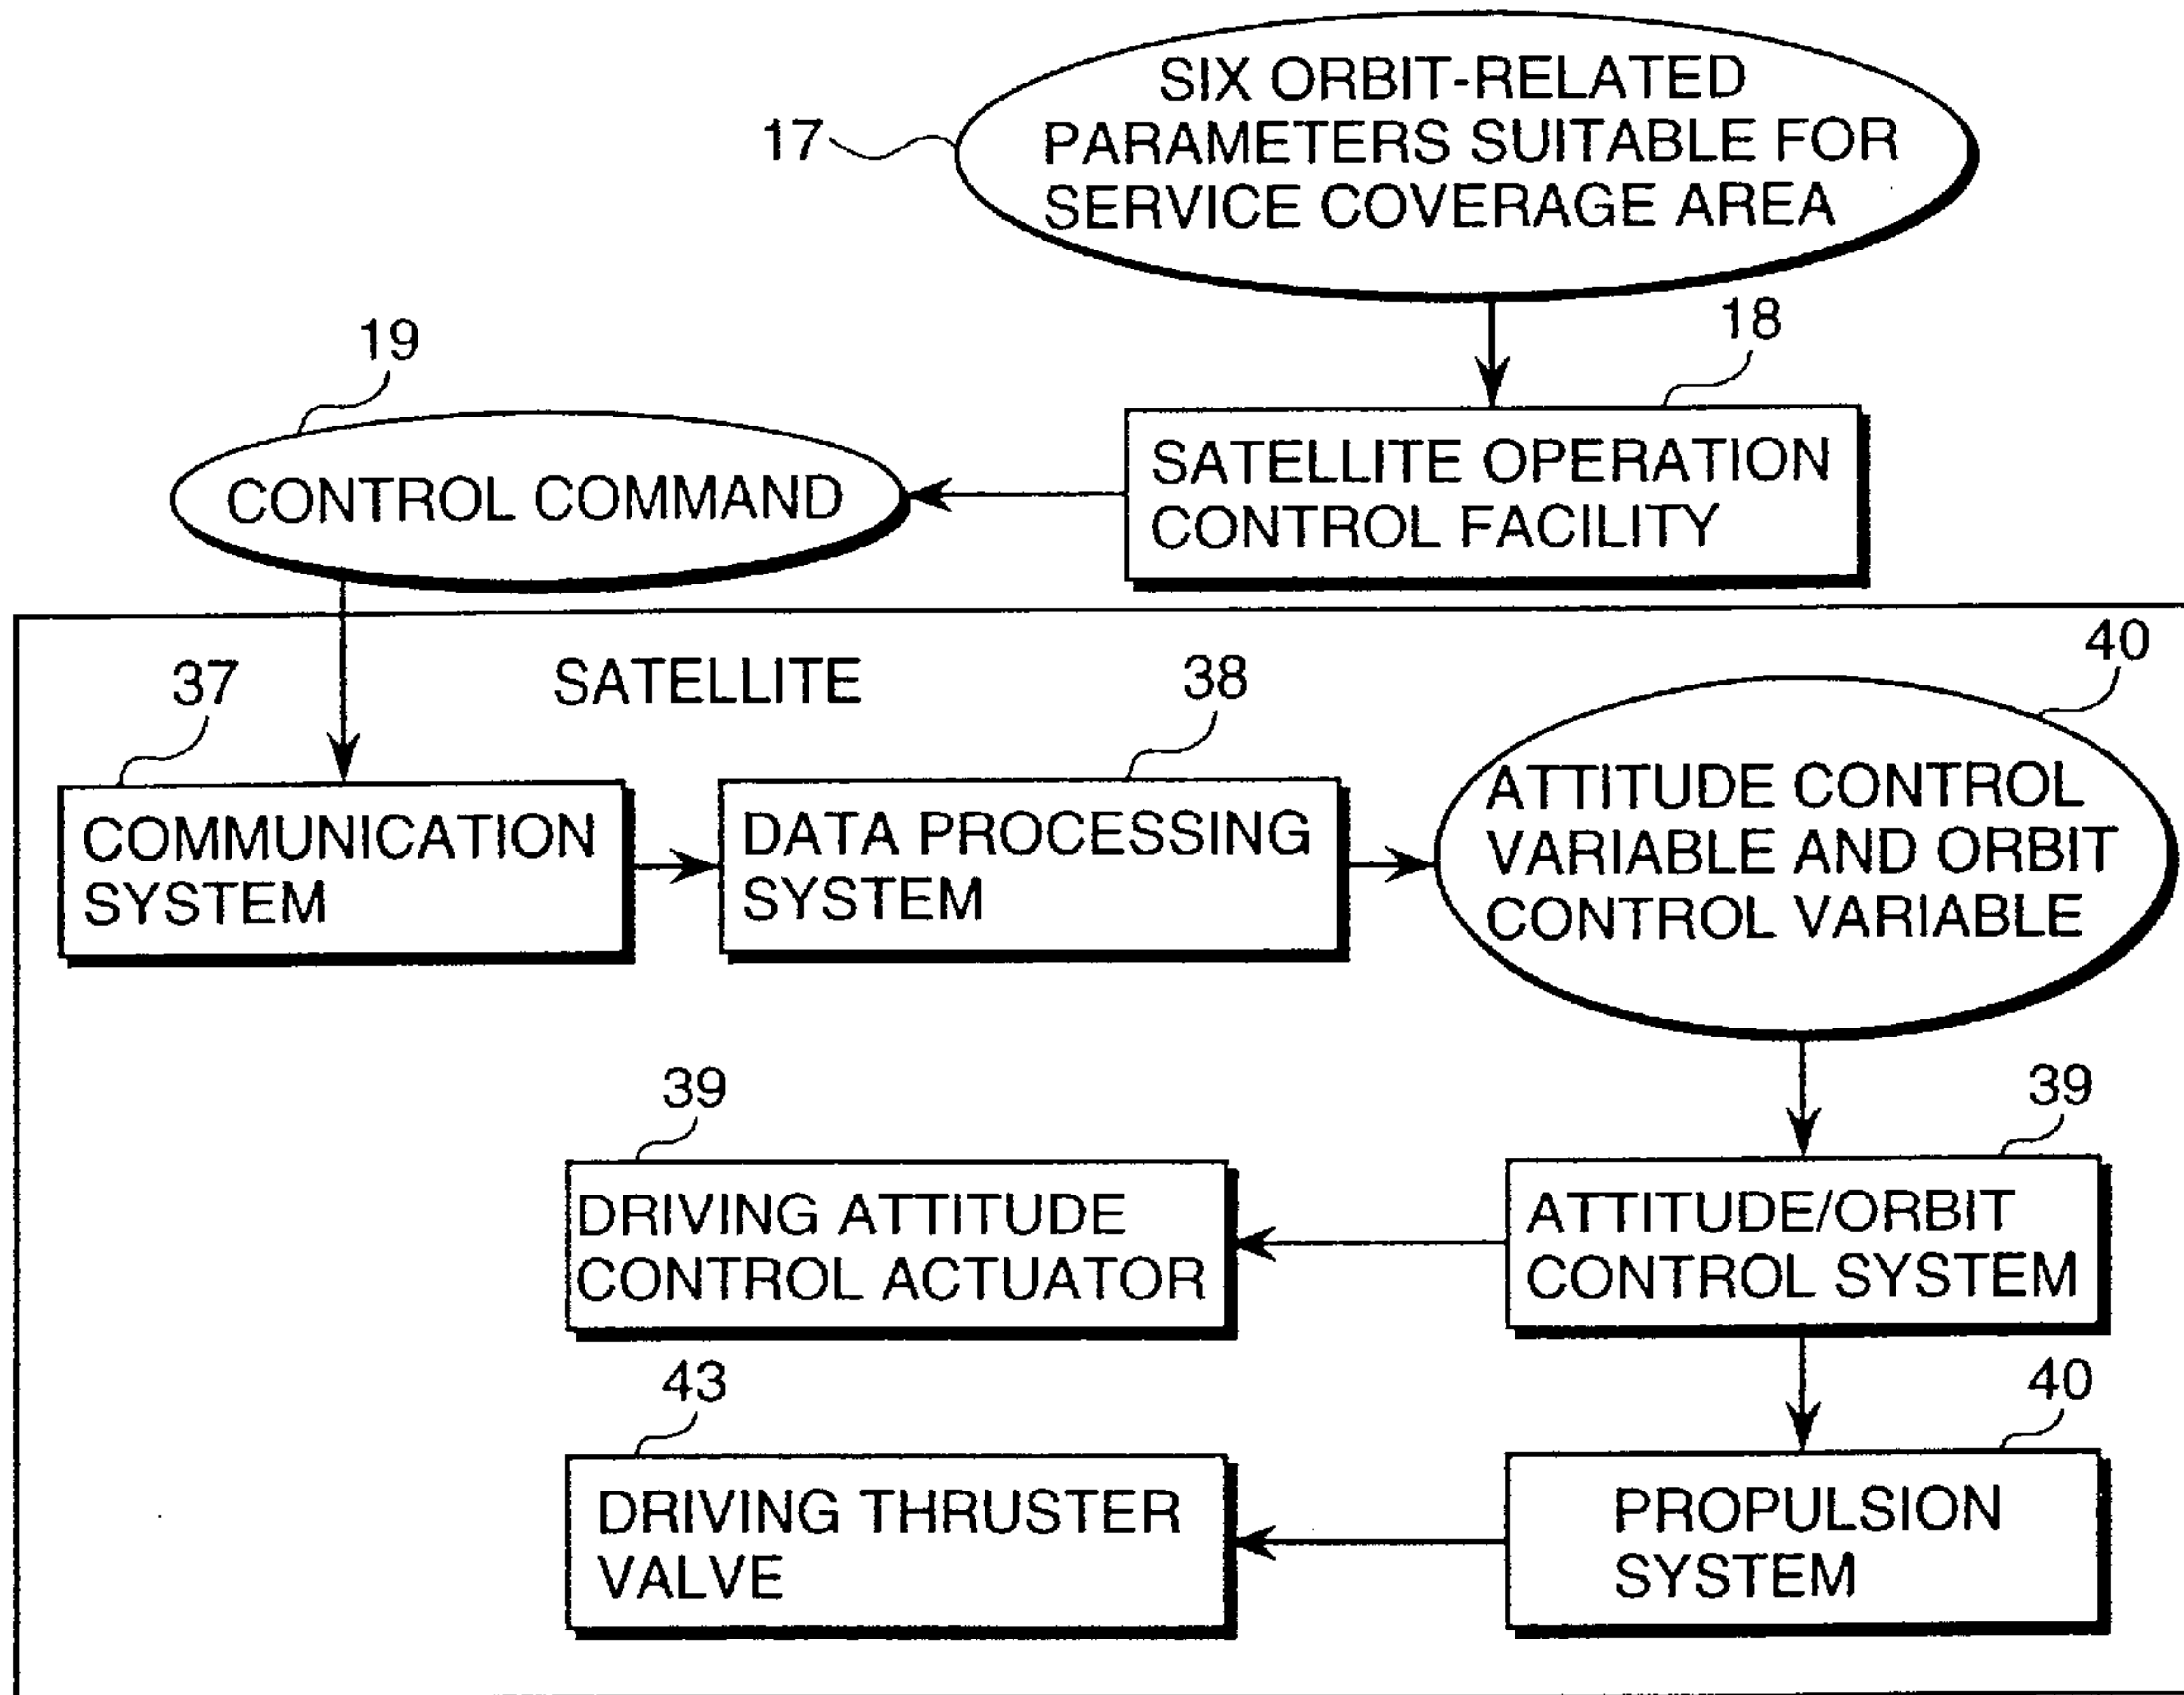 SIX ORBIT-RELATED
PARAMETERS SUITABLE FOR
SERVICE COVERAGE AREA
17
18
SATELLITE OPERATION
CONTROL FACILITY
19
CONTROL COMMAND
SATELLITE
37
COMMUNICATION
SYSTEM
38
DATA PROCESSING
SYSTEM
40
ATTITUDE CONTROL
VARIABLE AND ORBIT
CONTROL VARIABLE
39
DRIVING ATTITUDE
CONTROL ACTUATOR
39
ATTITUDE/ORBIT
CONTROL SYSTEM
43
DRIVING THRUSTER
VALVE
40
PROPULSION
SYSTEM